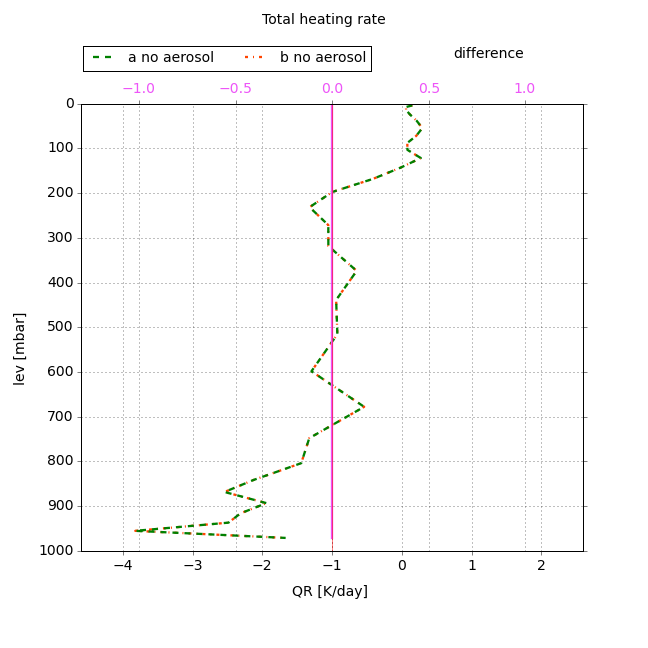 Total heating rate
a no aerosol b no aerosol difference
−1.0 −0.5 0.0 0.5 1.0
0
100
200
300
400
500
600
700
800
900
1000
lev [mbar]
−4 −3 −2 −1 0 1 2
QR [K/day]